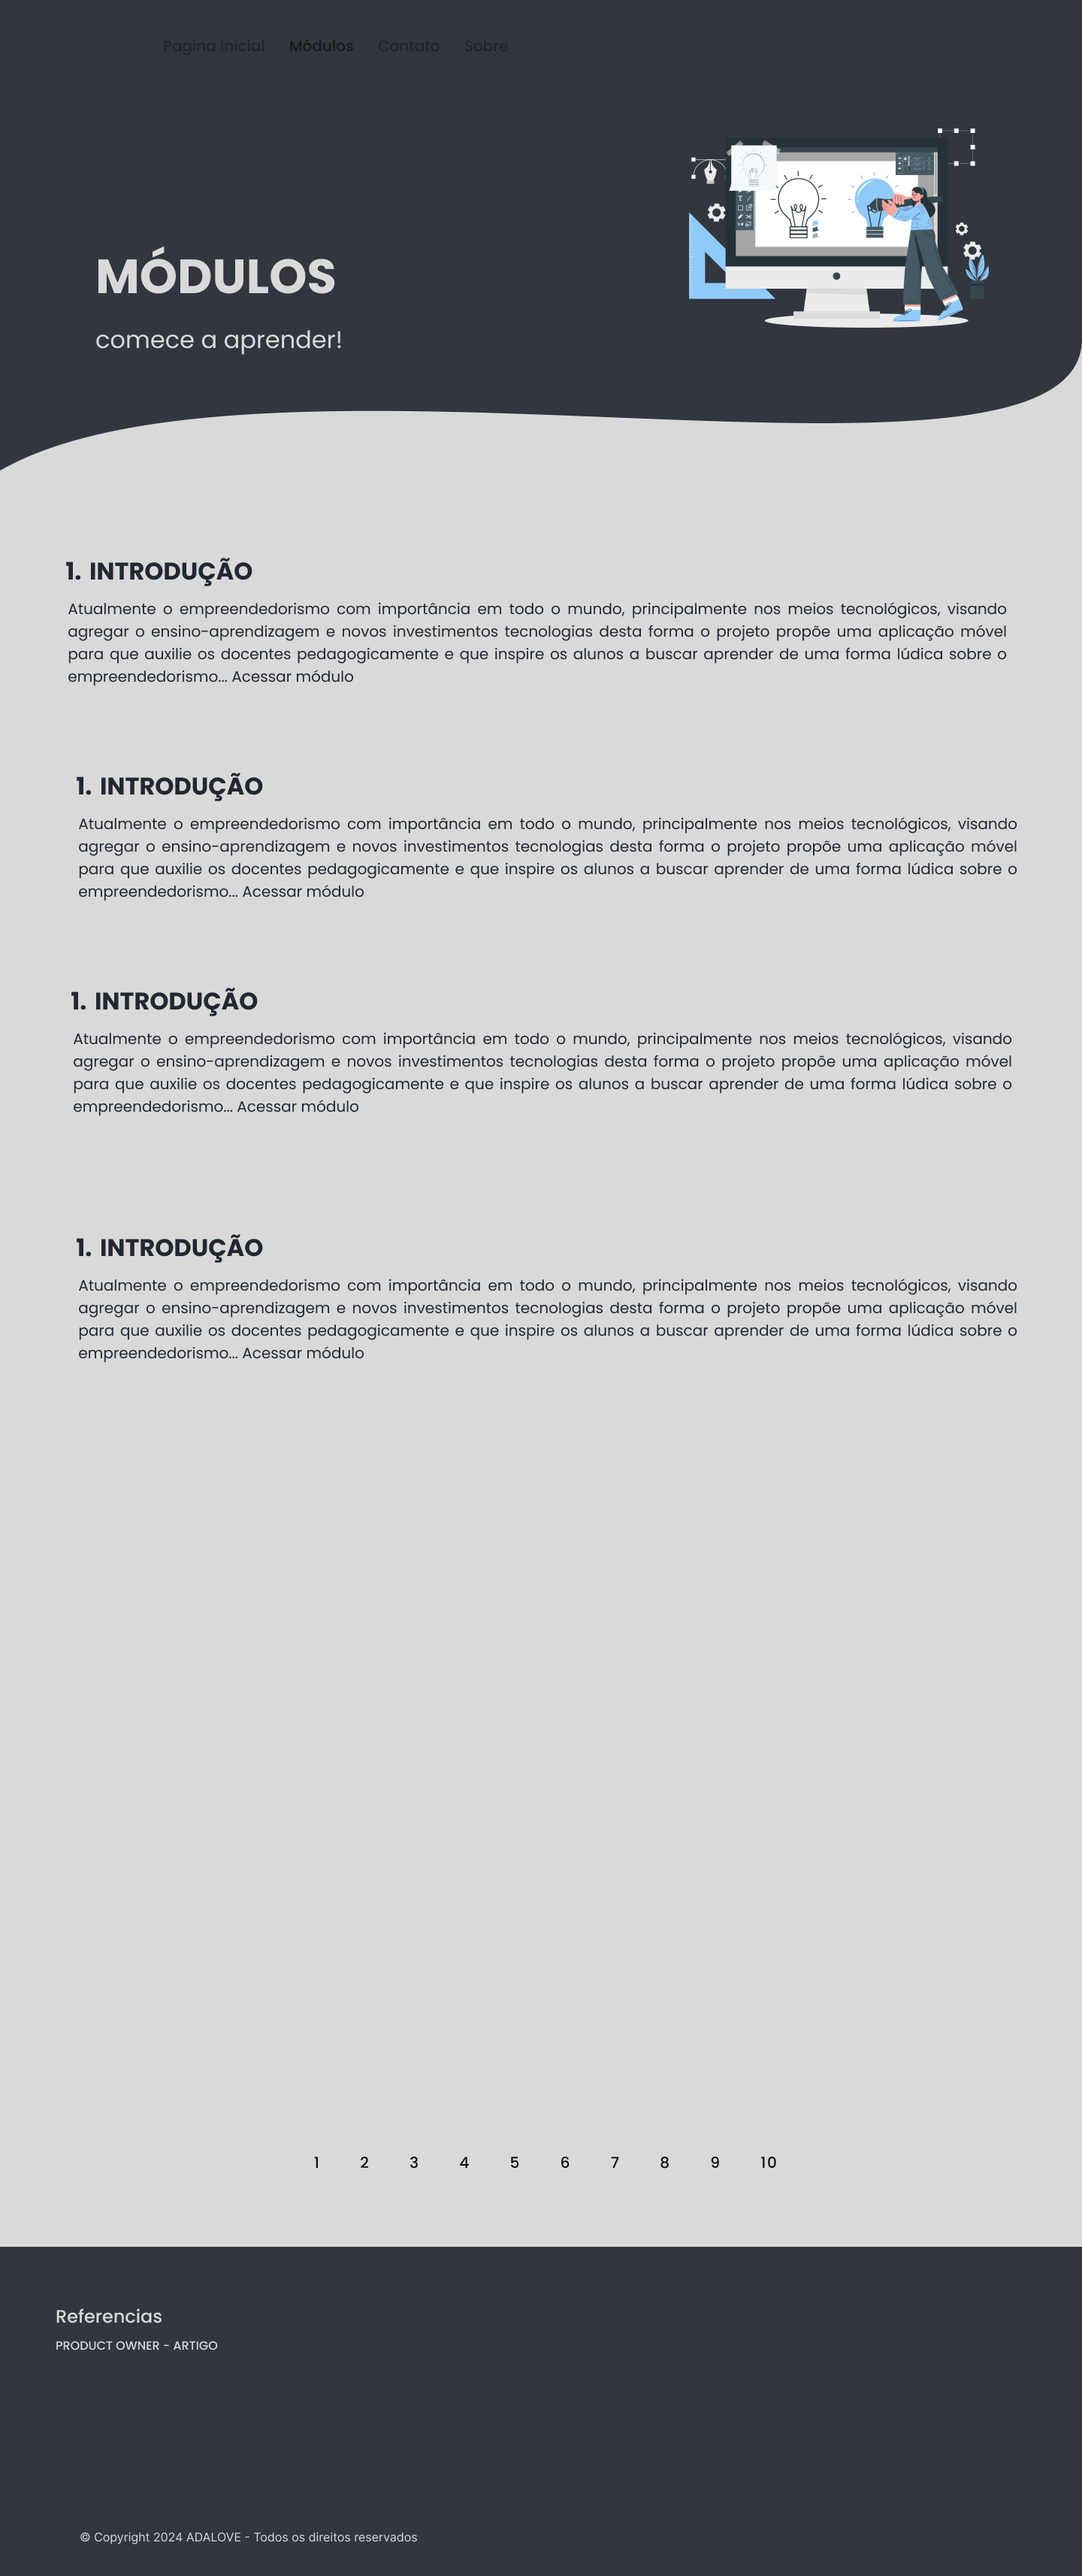 Pagina inicial Módulos Contato Sobre
MÓDULOS
comece a aprender!
1. INTRODUÇÃO
Atualmente o empreendedorismo com importância em todo o mundo, principalmente nos meios tecnológicos, visando
agregar o ensino-aprendizagem e novos investimentos tecnologias desta forma o projeto propõe uma aplicação móvel
para que auxilie os docentes pedagogicamente e que inspire os alunos a buscar aprender de uma forma lúdica sobre o
empreendedorismo... Acessar módulo
1. INTRODUÇÃO
Atualmente o empreendedorismo com importância em todo o mundo, principalmente nos meios tecnológicos, visando
agregar o ensino-aprendizagem e novos investimentos tecnologias desta forma o projeto propõe uma aplicação móvel
para que auxilie os docentes pedagogicamente e que inspire os alunos a buscar aprender de uma forma lúdica sobre o
empreendedorismo... Acessar módulo
1. INTRODUÇÃO
Atualmente o empreendedorismo com importância em todo o mundo, principalmente nos meios tecnológicos, visando
agregar o ensino-aprendizagem e novos investimentos tecnologias desta forma o projeto propõe uma aplicação móvel
para que auxilie os docentes pedagogicamente e que inspire os alunos a buscar aprender de uma forma lúdica sobre o
empreendedorismo... Acessar módulo
1. INTRODUÇÃO
Atualmente o empreendedorismo com importância em todo o mundo, principalmente nos meios tecnológicos, visando
agregar o ensino-aprendizagem e novos investimentos tecnologias desta forma o projeto propõe uma aplicação móvel
para que auxilie os docentes pedagogicamente e que inspire os alunos a buscar aprender de uma forma lúdica sobre o
empreendedorismo... Acessar módulo
1 2 3 4 5 6 7 8 9 10
Referencias
PRODUCT OWNER - ARTIGO
© Copyright 2024 ADALOVE - Todos os direitos reservados